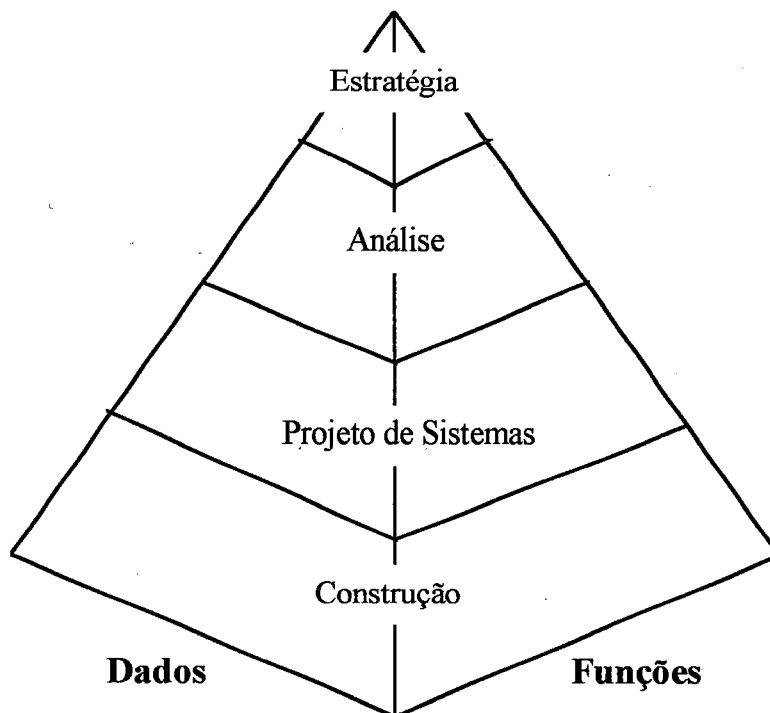 Estratégia
Análise
Projeto de Sistemas
Construção
Dados
Funções